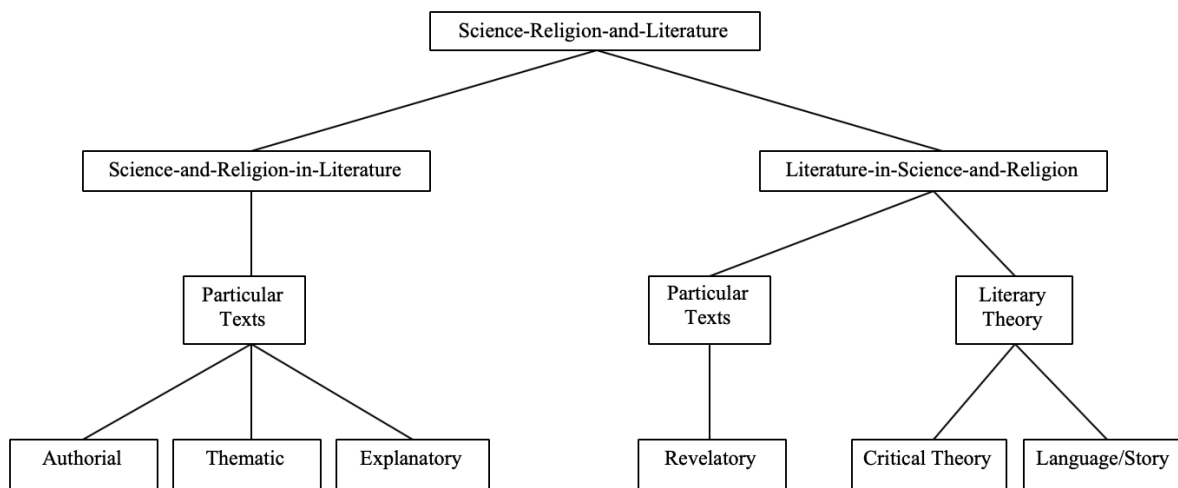 Science-Religion-and-Literature
Science-and-Religion-in-Literature
Literature-in-Science-and-Religion
Particular
Texts
Particular
Texts
Literary
Theory
Authorial
Thematic
Explanatory
Revelatory
Critical Theory
Language/Story